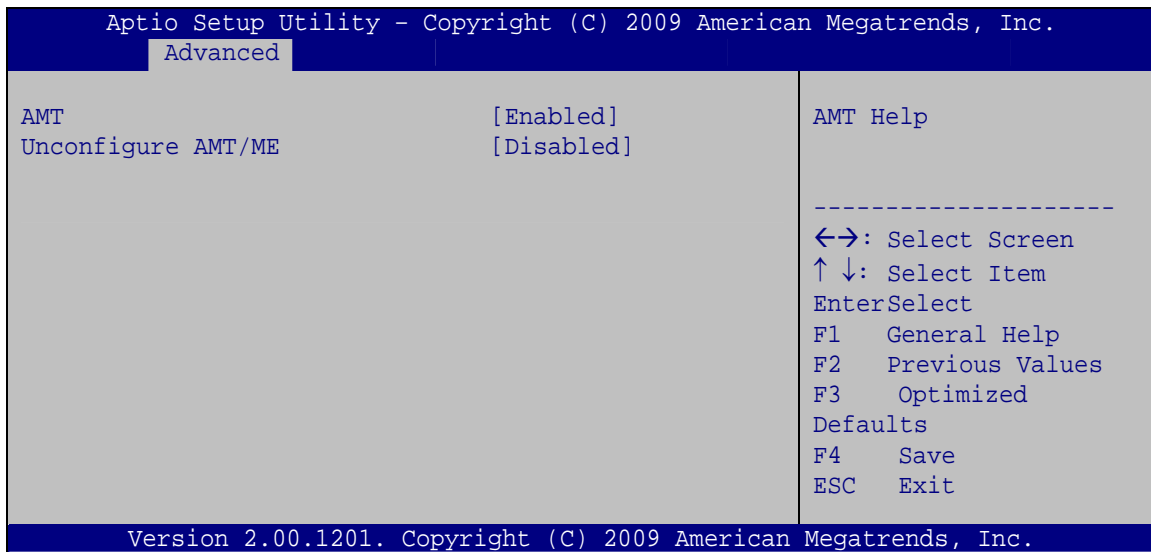 Aptio Setup Utility – Copyright (C) 2009 American Megatrends, Inc.
Advanced
AMT [Enabled]
Unconfigure AMT/ME [Disabled]
AMT Help
---------------------
←→: Select Screen
↑ ↓: Select Item
EnterSelect
F1 General Help
F2 Previous Values
F3 Optimized
Defaults
F4 Save
ESC Exit
Version 2.00.1201. Copyright (C) 2009 American Megatrends, Inc.